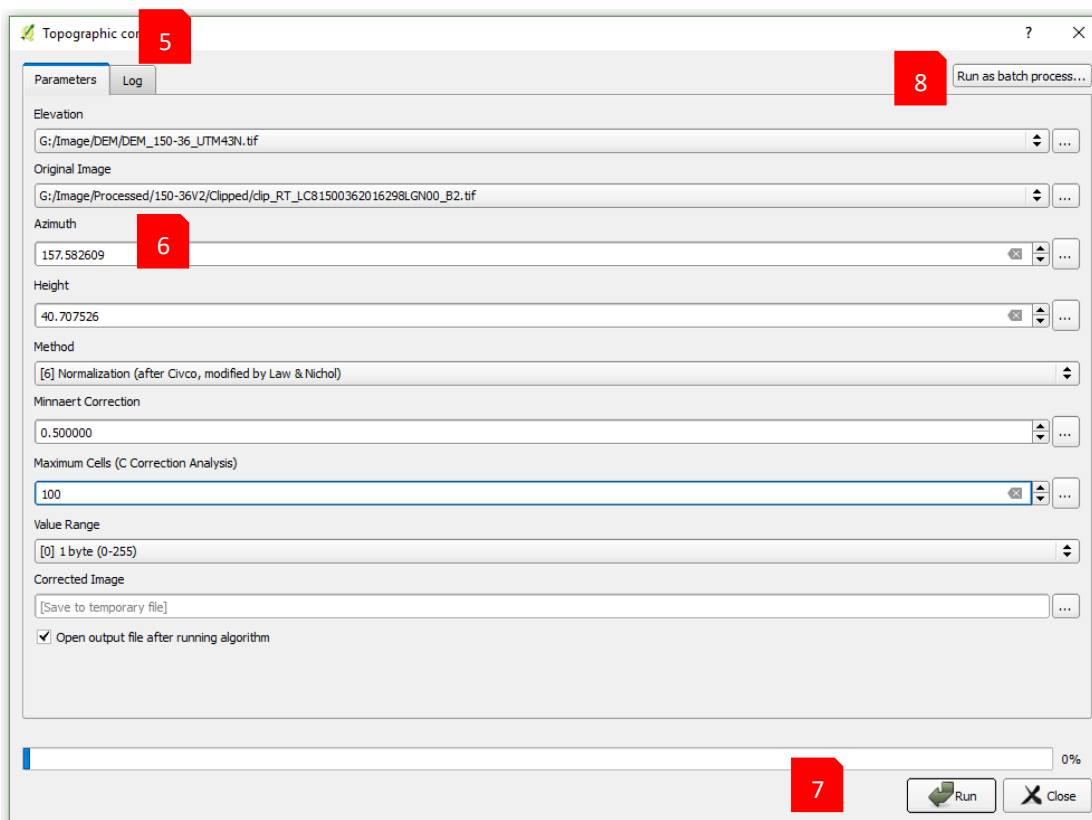 Topographic cor
5
?
Parameters
Log
8
Run as batch process...
Elevation
G:/Image/DEM/DEM_150-36_UTM43N.tif
...
Original Image
G:/Image/Processed/150-36V2/Clipped/clip_RT_LC81500362016298LGN00_B2.tif
...
Azimuth
6
157.582609
...
Height
40.707526
...
Method
[6] Normalization (after Civco, modified by Law & Nichol)
Minnaert Correction
0.500000
...
Maximum Cells (C Correction Analysis)
100
...
Value Range
[0] 1 byte (0-255)
Corrected Image
[Save to temporary file]
...
Open output file after running algorithm
0%
7
Run
Close